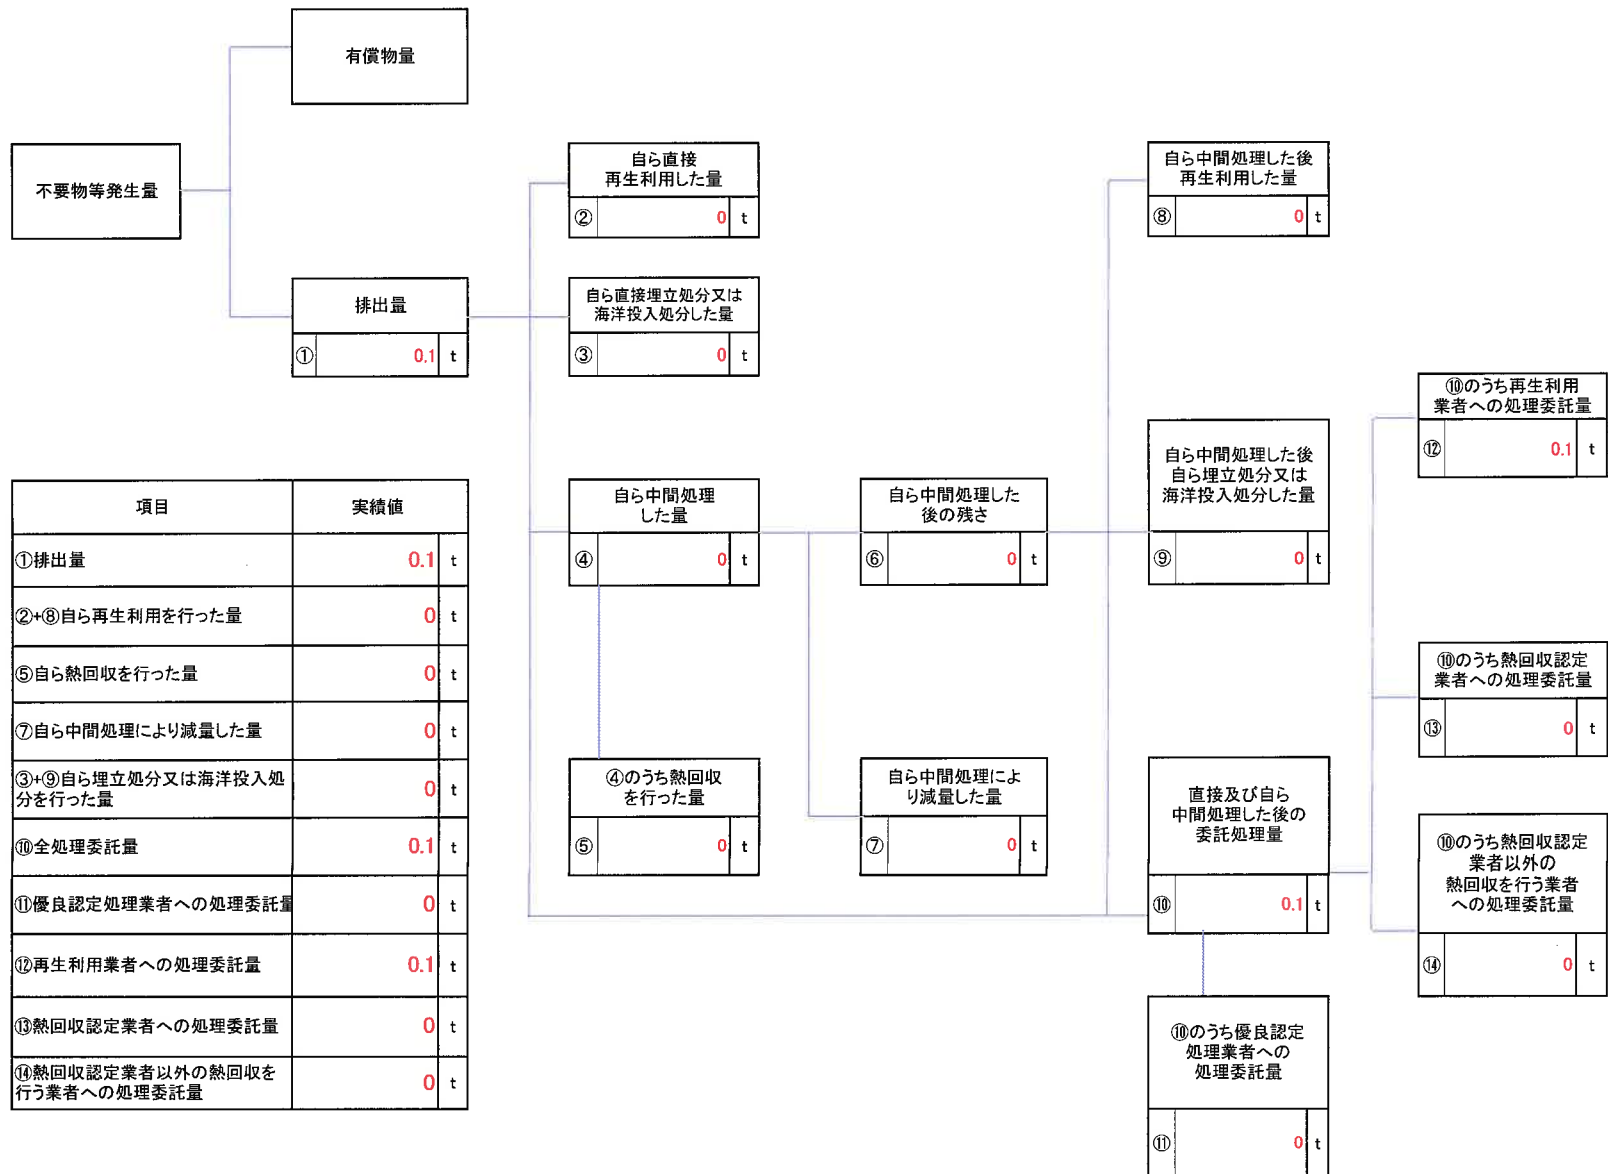 有償物量
不要物等発生量
排出量
① 0.1 t
自ら直接
再生利用した量
② 0 t
自ら直接埋立処分又は
海洋投入処分した量
③ 0 t
自ら中間処理
した量
④ 0 t
④のうち熱回収
を行った量
⑤ 0 t
自ら中間処理した
後の残さ
⑥ 0 t
自ら中間処理によ
り減量した量
⑦ 0 t
自ら中間処理した後
再生利用した量
⑧ 0 t
自ら中間処理した後
自ら埋立処分又は
海洋投入処分した量
⑨ 0 t
直接及び自ら
中間処理した後の
委託処理量
⑩ 0.1 t
⑩のうち優良認定
処理業者への
処理委託量
⑪ 0 t
⑩のうち再生利用
業者への処理委託量
⑫ 0.1 t
⑩のうち熱回収認定
業者への処理委託量
⑬ 0 t
⑩のうち熱回収認定
業者以外の
熱回収を行う業者
への処理委託量
⑭ 0 t
項目 実績値
①排出量 0.1 t
②+⑧自ら再生利用を行った量 0 t
⑤自ら熱回収を行った量 0 t
⑦自ら中間処理により減量した量 0 t
③+⑨自ら埋立処分又は海洋投入処
分を行った量 0 t
⑩全処理委託量 0.1 t
⑪優良認定処理業者への処理委託量 0 t
⑫再生利用業者への処理委託量 0.1 t
⑬熱回収認定業者への処理委託量 0 t
⑭熱回収認定業者以外の熱回収を
行う業者への処理委託量 0 t